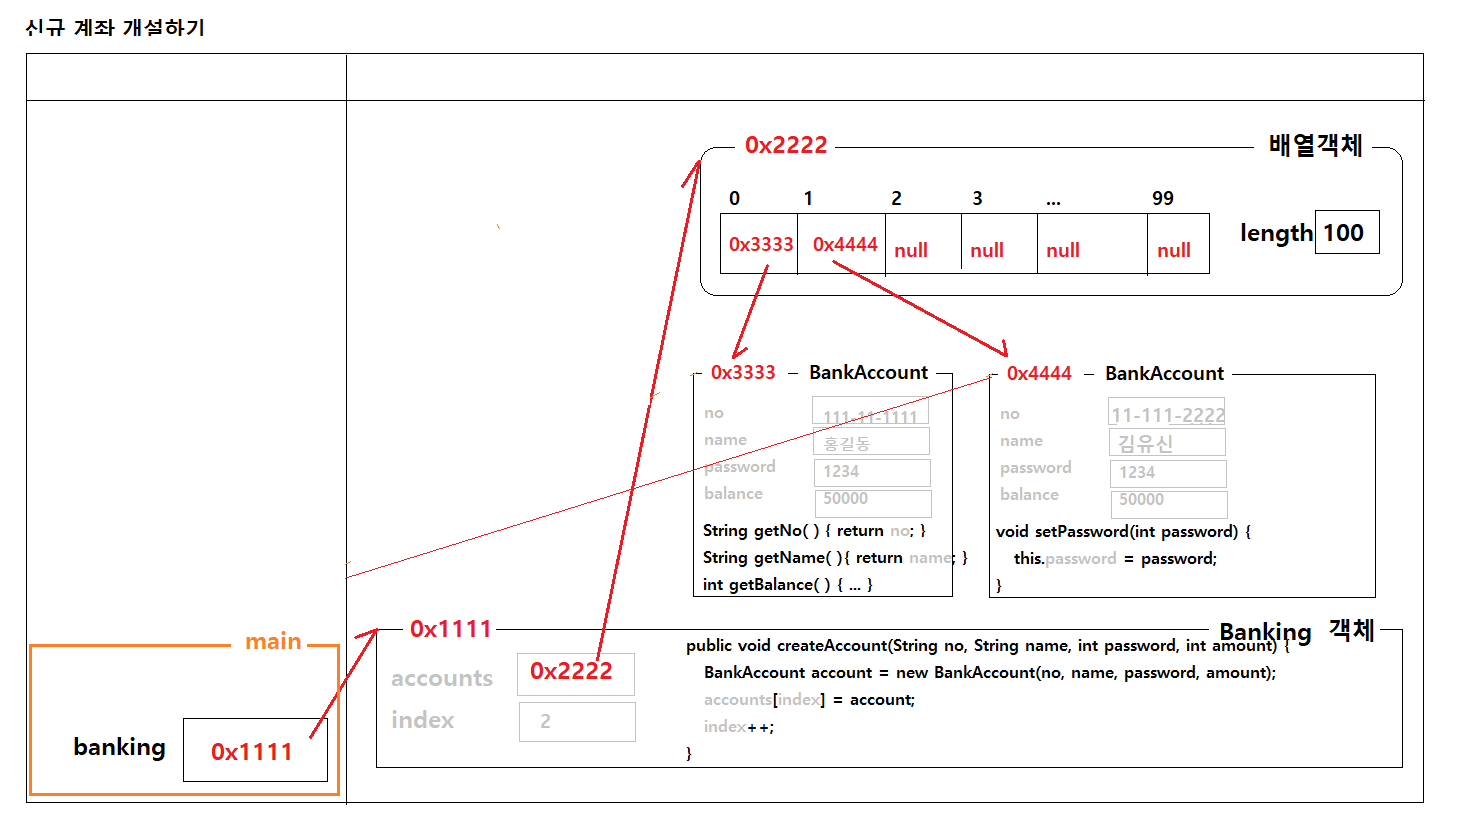 신규 계좌 개설하기
0x2222 배열객체
0 1 2 3 ... 99
0x3333 0x4444 null null null null
length 100
0x3333 BankAccount
no 111-11-1111
name 홍길동
password 1234
balance 50000
String getNo( ) { return no; }
String getName( ){ return name; }
int getBalance( ) { ... }
0x4444 BankAccount
no 11-111-2222
name 김유신
password 1234
balance 50000
void setPassword(int password) {
this.password = password;
}
main
banking 0x1111
0x1111 Banking 객체
accounts 0x2222
index 2
public void createAccount(String no, String name, int password, int amount) {
BankAccount account = new BankAccount(no, name, password, amount);
accounts[index] = account;
index++;
}